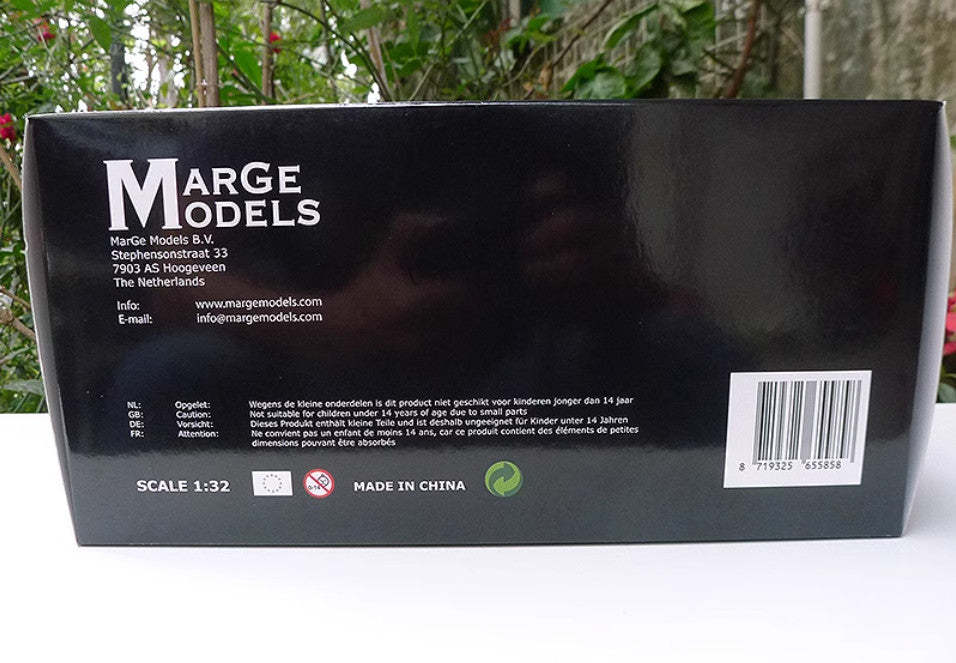 MARGE
MODELS
MarGe Models B.V.
Stephensonstraat 33
7903 AS Hoogeveen
The Netherlands
Info: www.margemodels.com
E-mail: info@margemodels.com
NL: Opgelet: Wegens de kleine onderdelen is dit product niet geschikt voor kinderen jonger dan 14 jaar
GB: Caution: Not suitable for children under 14 years of age due to small parts
DE: Vorsicht: Dieses Produkt enthält kleine Teile und ist deshalb ungeeignet für Kinder unter 14 Jahren
FR: Attention: Ne convient pas un enfant de moins 14 ans, car ce produit contient des éléments de petites
dimensions pouvant être absorbés
SCALE 1:32 0-14 MADE IN CHINA
8 719325 655858